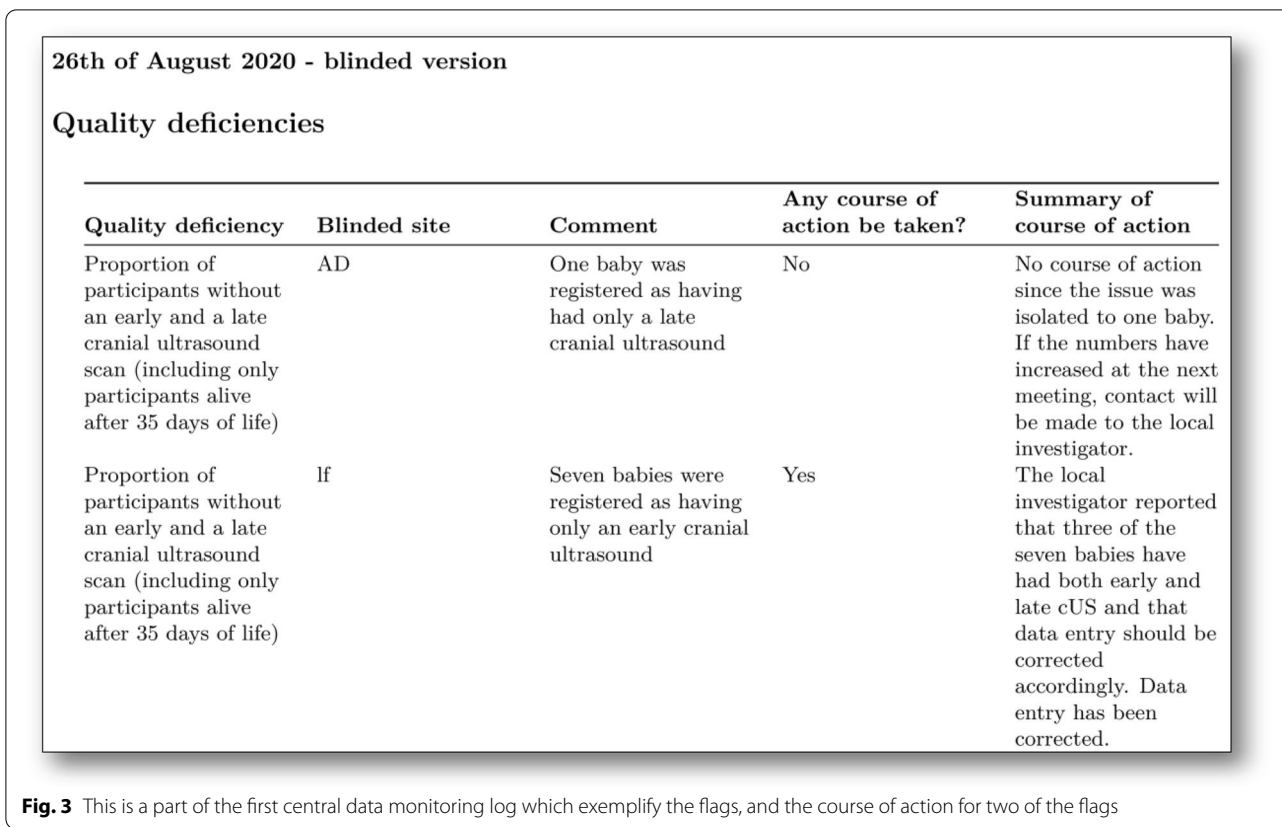 26th of August 2020 - blinded version
Quality deficiencies
Quality deficiency
Blinded site
Comment
Any course of
action be taken?
Summary of
course of action
Proportion of
participants without
an early and a late
cranial ultrasound
scan (including only
participants alive
after 35 days of life)
AD
One baby was
registered as having
had only a late
cranial ultrasound
No
No course of action
since the issue was
isolated to one baby.
If the numbers have
increased at the next
meeting, contact will
be made to the local
investigator.
Proportion of
participants without
an early and a late
cranial ultrasound
scan (including only
participants alive
after 35 days of life)
lf
Seven babies were
registered as having
only an early cranial
ultrasound
Yes
The local
investigator reported
that three of the
seven babies have
had both early and
late cUS and that
data entry should be
corrected
accordingly. Data
entry has been
corrected.
Fig. 3 This is a part of the first central data monitoring log which exemplify the flags, and the course of action for two of the flags